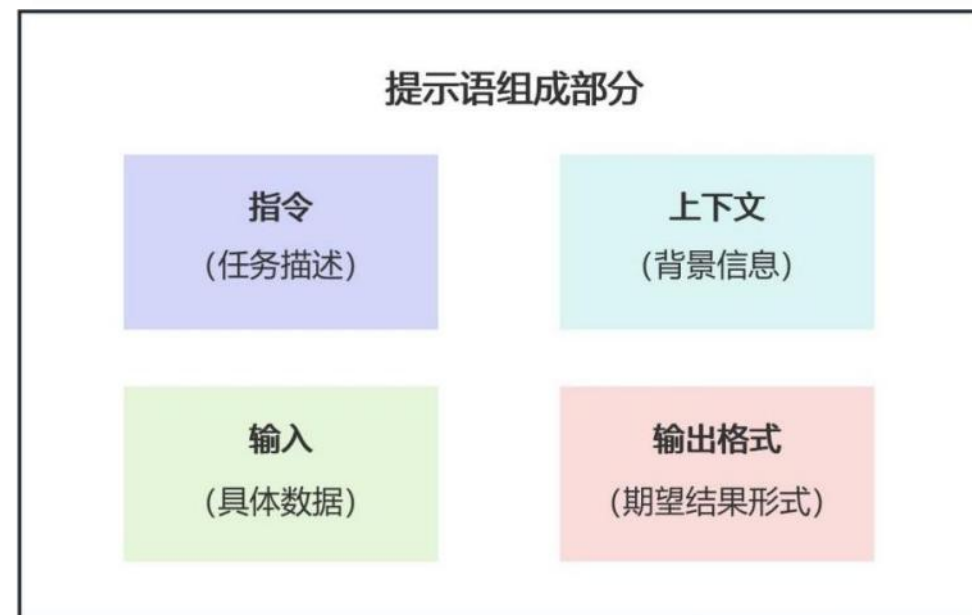 提示语组成部分
指令
(任务描述)
上下文
(背景信息)
输入
(具体数据)
输出格式
(期望结果形式)